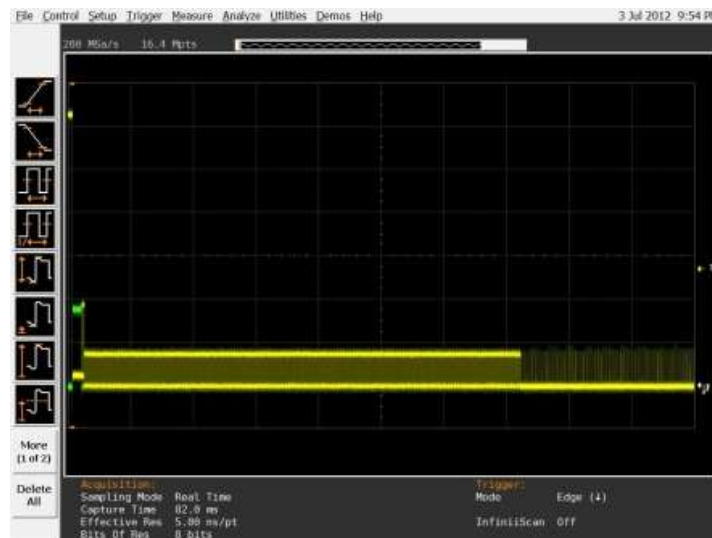 File Control Setup Trigger Measure Analyze Utilities Demos Help 3 Jul 2012 9:54 PM
200 MSa/s 16.4 Mpts
More
(1 of 2)
Delete
All
Acquisition:
Sampling Mode Real Time
Capture Time 82.0 ms
Effective Res 5.00 ns/pt
Bits Of Res 8 bits
Trigger:
Mode Edge (↓)
InfiniiScan Off